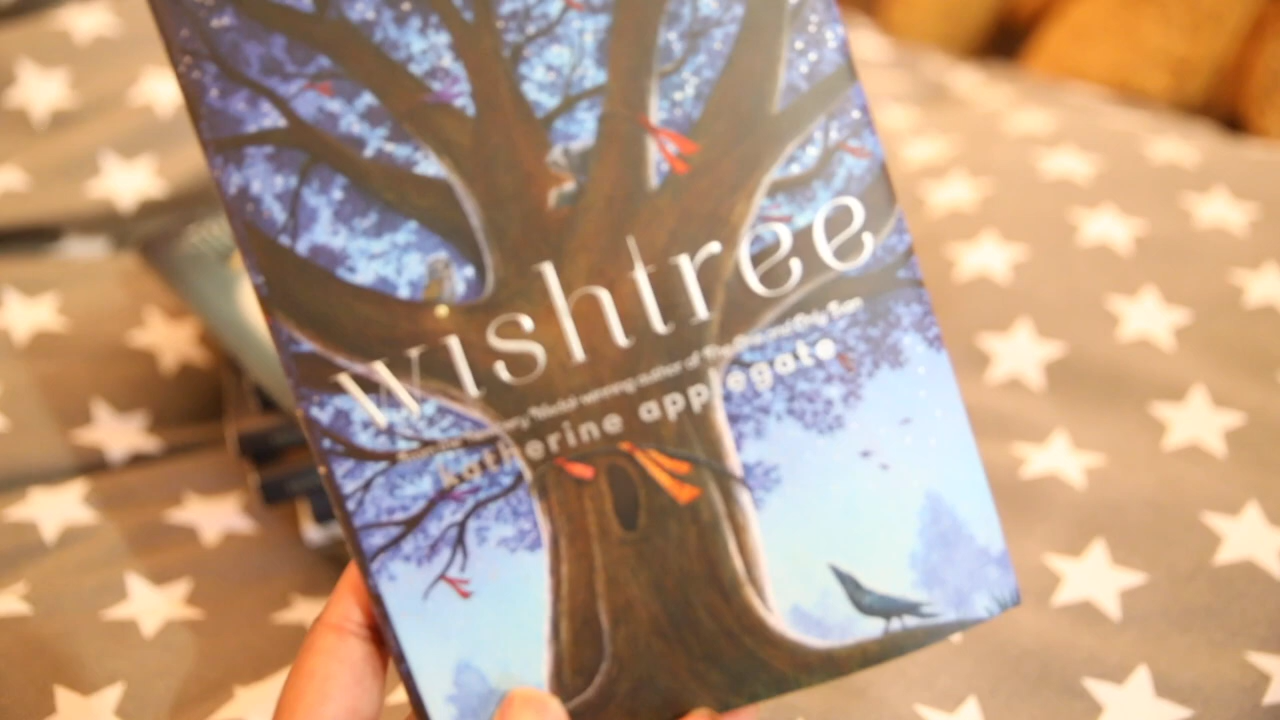 wishtree
from the Newbery Medal-winning author of The One and Only Ivan
katherine applegate